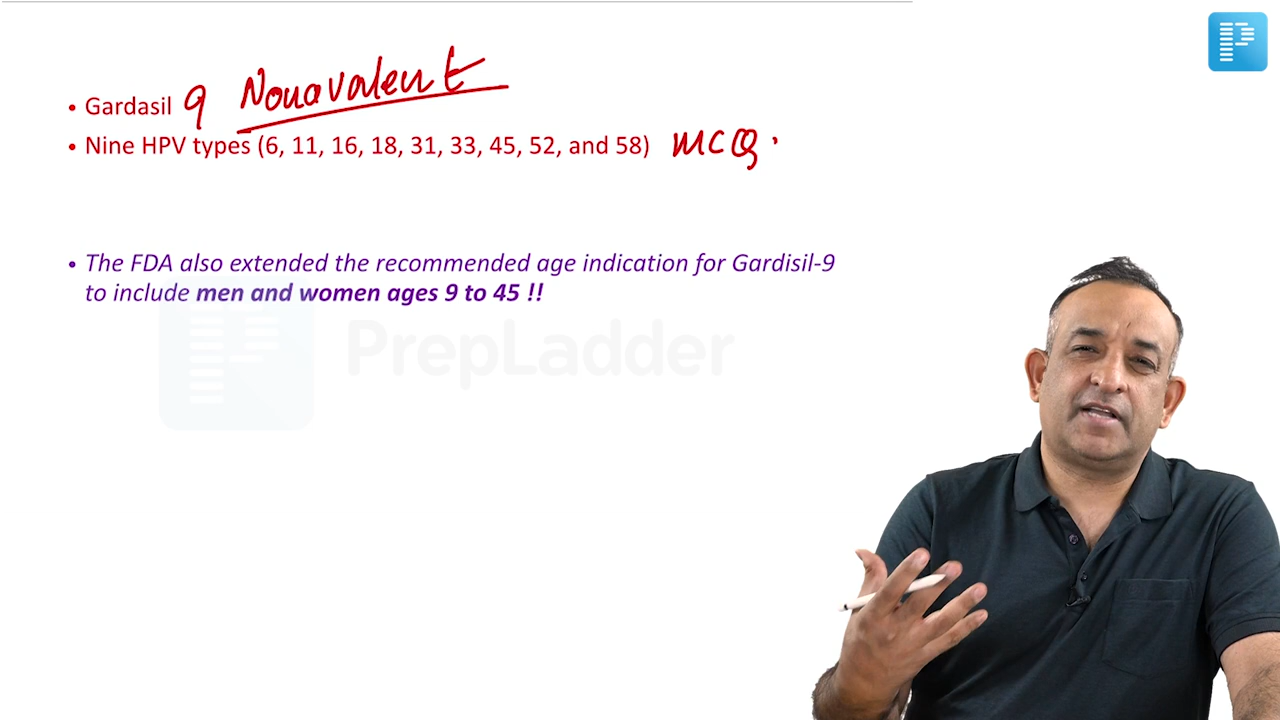 • Gardasil 9 Nonavalent
• Nine HPV types (6, 11, 16, 18, 31, 33, 45, 52, and 58) MCQ.
• The FDA also extended the recommended age indication for Gardisil-9
to include men and women ages 9 to 45 !!
PrepLadder